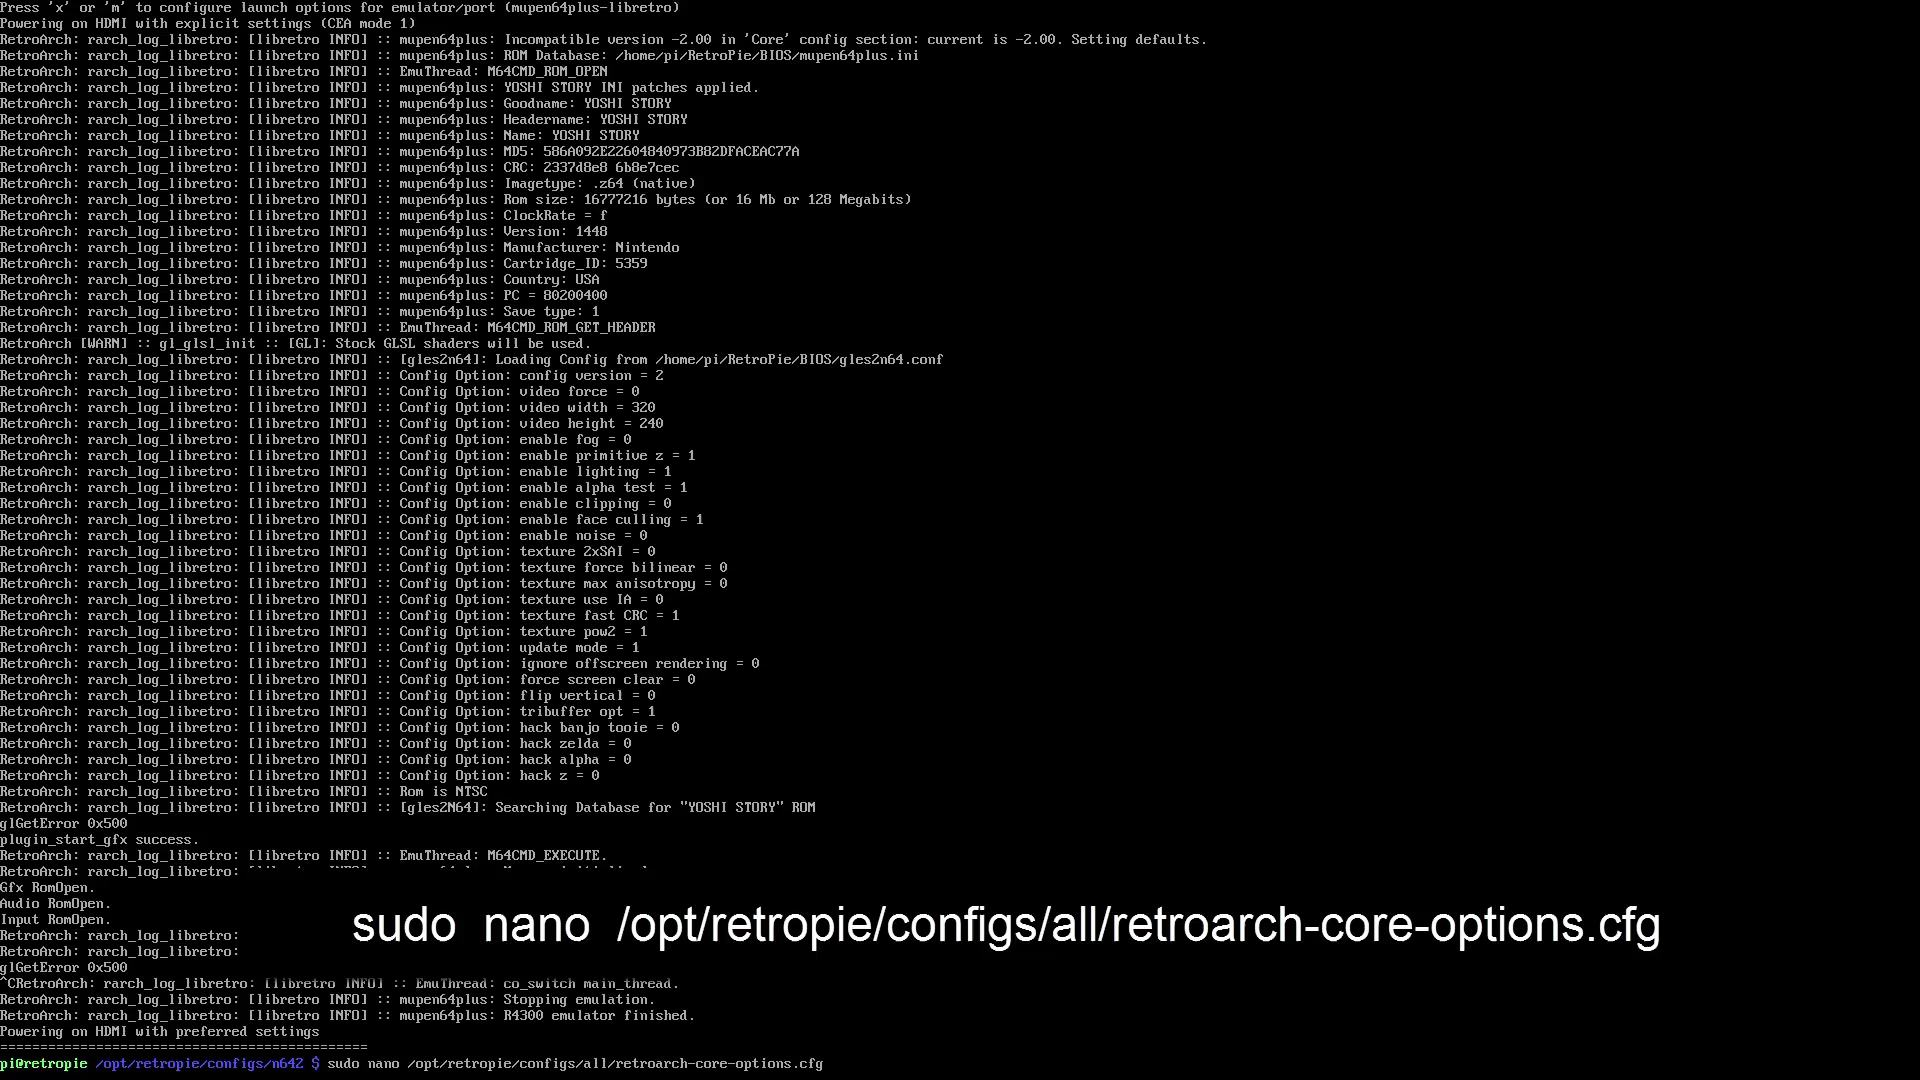 Press 'x' or 'm' to configure launch options for emulator/port (mupen64plus-libretro)
Powering on HDMI with explicit settings (CEA mode 1)
RetroArch: rarch_log_libretro: [libretro INFO] :: mupen64plus: Incompatible version -2.00 in 'Core' config section: current is -2.00. Setting defaults.
RetroArch: rarch_log_libretro: [libretro INFO] :: mupen64plus: ROM Database: /home/pi/RetroPie/BIOS/mupen64plus.ini
RetroArch: rarch_log_libretro: [libretro INFO] :: EmuThread: M64CMD_ROM_OPEN
RetroArch: rarch_log_libretro: [libretro INFO] :: mupen64plus: YOSHI STORY INI patches applied.
RetroArch: rarch_log_libretro: [libretro INFO] :: mupen64plus: Goodname: YOSHI STORY
RetroArch: rarch_log_libretro: [libretro INFO] :: mupen64plus: Headername: YOSHI STORY
RetroArch: rarch_log_libretro: [libretro INFO] :: mupen64plus: Name: YOSHI STORY
RetroArch: rarch_log_libretro: [libretro INFO] :: mupen64plus: MD5: 586A092E22604840973B82DFACEAC77A
RetroArch: rarch_log_libretro: [libretro INFO] :: mupen64plus: CRC: 2337d8e8 6b8e7cec
RetroArch: rarch_log_libretro: [libretro INFO] :: mupen64plus: Imagetype: .z64 (native)
RetroArch: rarch_log_libretro: [libretro INFO] :: mupen64plus: Rom size: 16777216 bytes (or 16 Mb or 128 Megabits)
RetroArch: rarch_log_libretro: [libretro INFO] :: mupen64plus: ClockRate = f
RetroArch: rarch_log_libretro: [libretro INFO] :: mupen64plus: Version: 1448
RetroArch: rarch_log_libretro: [libretro INFO] :: mupen64plus: Manufacturer: Nintendo
RetroArch: rarch_log_libretro: [libretro INFO] :: mupen64plus: Cartridge_ID: 5359
RetroArch: rarch_log_libretro: [libretro INFO] :: mupen64plus: Country: USA
RetroArch: rarch_log_libretro: [libretro INFO] :: mupen64plus: PC = 80200400
RetroArch: rarch_log_libretro: [libretro INFO] :: mupen64plus: Save type: 1
RetroArch: rarch_log_libretro: [libretro INFO] :: EmuThread: M64CMD_ROM_GET_HEADER
RetroArch [WARN] :: gl_glsl_init :: [GL]: Stock GLSL shaders will be used.
RetroArch: rarch_log_libretro: [libretro INFO] :: [gles2n64]: Loading Config from /home/pi/RetroPie/BIOS/gles2n64.conf
RetroArch: rarch_log_libretro: [libretro INFO] :: Config Option: config version = 2
RetroArch: rarch_log_libretro: [libretro INFO] :: Config Option: video force = 0
RetroArch: rarch_log_libretro: [libretro INFO] :: Config Option: video width = 320
RetroArch: rarch_log_libretro: [libretro INFO] :: Config Option: video height = 240
RetroArch: rarch_log_libretro: [libretro INFO] :: Config Option: enable fog = 0
RetroArch: rarch_log_libretro: [libretro INFO] :: Config Option: enable primitive z = 1
RetroArch: rarch_log_libretro: [libretro INFO] :: Config Option: enable lighting = 1
RetroArch: rarch_log_libretro: [libretro INFO] :: Config Option: enable alpha test = 1
RetroArch: rarch_log_libretro: [libretro INFO] :: Config Option: enable clipping = 0
RetroArch: rarch_log_libretro: [libretro INFO] :: Config Option: enable face culling = 1
RetroArch: rarch_log_libretro: [libretro INFO] :: Config Option: enable noise = 0
RetroArch: rarch_log_libretro: [libretro INFO] :: Config Option: texture 2xSAI = 0
RetroArch: rarch_log_libretro: [libretro INFO] :: Config Option: texture force bilinear = 0
RetroArch: rarch_log_libretro: [libretro INFO] :: Config Option: texture max anisotropy = 0
RetroArch: rarch_log_libretro: [libretro INFO] :: Config Option: texture use IA = 0
RetroArch: rarch_log_libretro: [libretro INFO] :: Config Option: texture fast CRC = 1
RetroArch: rarch_log_libretro: [libretro INFO] :: Config Option: texture pow2 = 1
RetroArch: rarch_log_libretro: [libretro INFO] :: Config Option: update mode = 1
RetroArch: rarch_log_libretro: [libretro INFO] :: Config Option: ignore offscreen rendering = 0
RetroArch: rarch_log_libretro: [libretro INFO] :: Config Option: force screen clear = 0
RetroArch: rarch_log_libretro: [libretro INFO] :: Config Option: flip vertical = 0
RetroArch: rarch_log_libretro: [libretro INFO] :: Config Option: tribuffer opt = 1
RetroArch: rarch_log_libretro: [libretro INFO] :: Config Option: hack banjo tooie = 0
RetroArch: rarch_log_libretro: [libretro INFO] :: Config Option: hack zelda = 0
RetroArch: rarch_log_libretro: [libretro INFO] :: Config Option: hack alpha = 0
RetroArch: rarch_log_libretro: [libretro INFO] :: Config Option: hack z = 0
RetroArch: rarch_log_libretro: [libretro INFO] :: Rom is NTSC
RetroArch: rarch_log_libretro: [libretro INFO] :: [gles2N64]: Searching Database for "YOSHI STORY" ROM
glGetError 0x500
plugin_start_gfx success.
RetroArch: rarch_log_libretro: [libretro INFO] :: EmuThread: M64CMD_EXECUTE.
RetroArch: rarch_log_libretro:
Gfx RomOpen.
Audio RomOpen.
Input RomOpen.
sudo nano /opt/retropie/configs/all/retroarch-core-options.cfg
RetroArch: rarch_log_libretro:
RetroArch: rarch_log_libretro:
glGetError 0x500
^CRetroArch: rarch_log_libretro: [libretro INFO] :: EmuThread: co_switch main_thread.
RetroArch: rarch_log_libretro: [libretro INFO] :: mupen64plus: Stopping emulation.
RetroArch: rarch_log_libretro: [libretro INFO] :: mupen64plus: R4300 emulator finished.
Powering on HDMI with preferred settings
==============================================
pi@retropie /opt/retropie/configs/n642 $ sudo nano /opt/retropie/configs/all/retroarch-core-options.cfg